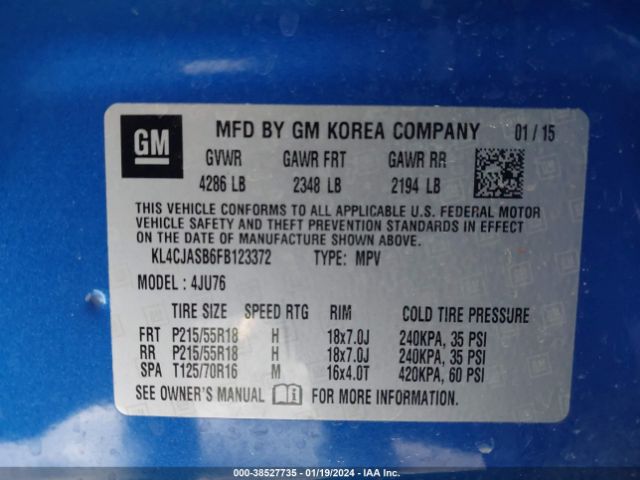 GM MFD BY GM KOREA COMPANY 01 / 15
GVWR GAWR FRT GAWR RR
4286 LB 2348 LB 2194 LB
THIS VEHICLE CONFORMS TO ALL APPLICABLE U.S. FEDERAL MOTOR
VEHICLE SAFETY AND THEFT PREVENTION STANDARDS IN EFFECT
ON THE DATE OF MANUFACTURE SHOWN ABOVE.
KL4CJASB6FB123372 TYPE: MPV
MODEL : 4JU76
TIRE SIZE SPEED RTG RIM COLD TIRE PRESSURE
FRT P215/55R18 H 18x7.0J 240KPA, 35 PSI
RR P215/55R18 H 18x7.0J 240KPA, 35 PSI
SPA T125/70R16 M 16x4.0T 420KPA, 60 PSI
SEE OWNER'S MANUAL FOR MORE INFORMATION.
000-38527735 - 01/19/2024 - IAA Inc.